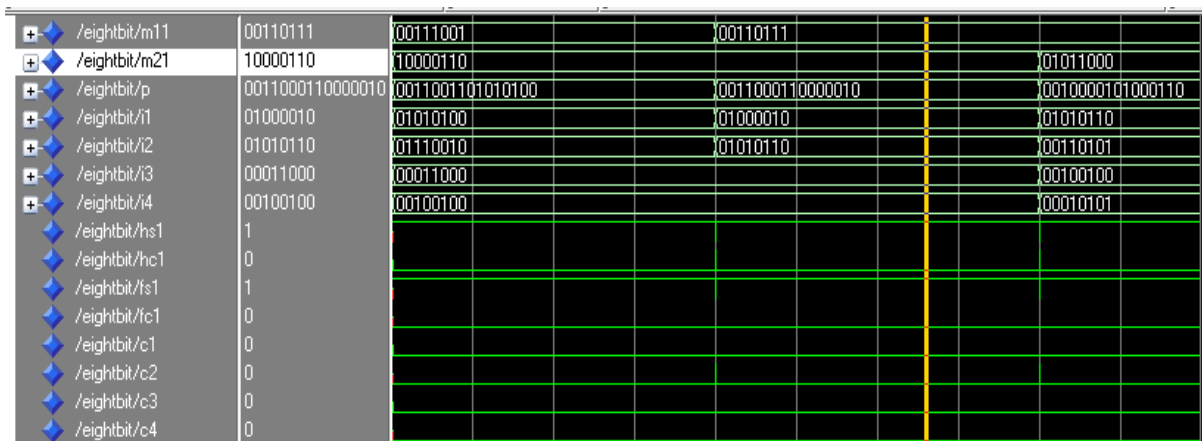 /eightbit/m11 00110111 00111001 00110111
/eightbit/m21 10000110 10000110 01011000
/eightbit/p 0011000110000010 0011001101010100 0011000110000010 0010000101000110
/eightbit/i1 01000010 01010100 01000010 01010110
/eightbit/i2 01010110 01110010 01010110 00110101
/eightbit/i3 00011000 00011000 00100100
/eightbit/i4 00100100 00100100 00010101
/eightbit/hs1 1
/eightbit/hc1 0
/eightbit/fs1 1
/eightbit/fc1 0
/eightbit/c1 0
/eightbit/c2 0
/eightbit/c3 0
/eightbit/c4 0